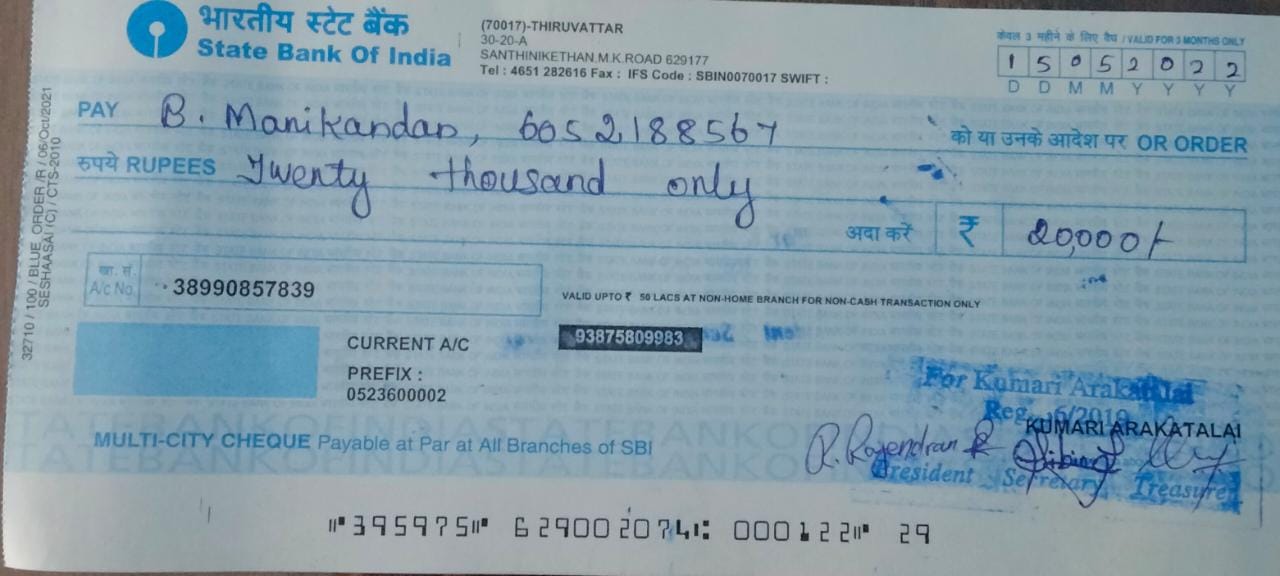 भारतीय स्टेट बैंक
State Bank Of India
(70017)-THIRUVATTAR
30-20-A
SANTHINIKETHAN,M.K.ROAD 629177
Tel : 4651 282616 Fax : IFS Code : SBIN0070017 SWIFT :
केवल 3 महीने के लिए वैध / VALID FOR 3 MONTHS ONLY
1 5 0 5 2 0 2 2
D D M M Y Y Y Y
PAY B. Manikandan, 6052188567
को या उनके आदेश पर OR ORDER
रुपये RUPEES Twenty thousand only
अदा करें ₹ 20,000/-
खा. सं.
A/c No. 38990857839
VALID UPTO ₹ 50 LACS AT NON-HOME BRANCH FOR NON-CASH TRANSACTION ONLY
93875809983
CURRENT A/C
PREFIX :
0523600002
MULTI-CITY CHEQUE Payable at Par at All Branches of SBI
For Kumari Arakattalai
KUMARI ARAKATALAI
R. Rajendran
President Secretary Treasurer
⑈395975⑈ 629002074⑆ 000122⑈ 29
32710 / 100 / BLUE_ORDER /R / 06/Oct/2021
SESHAASAI (C) / CTS-2010